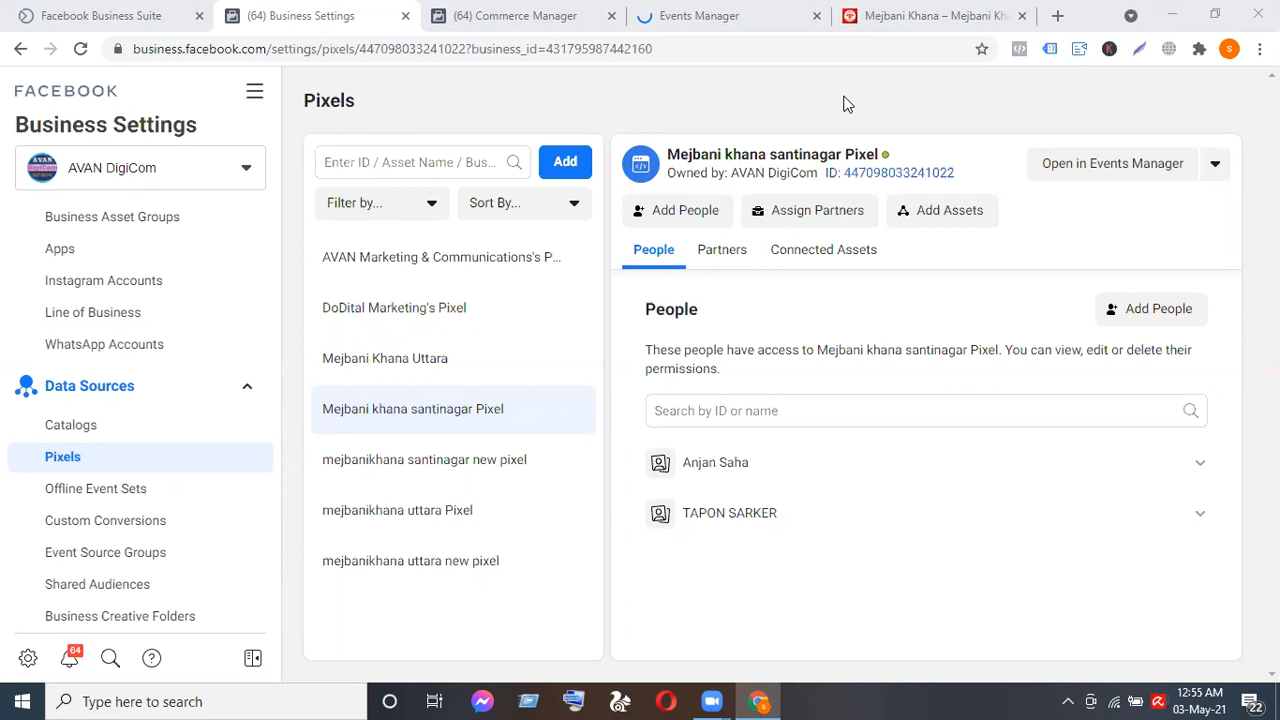 Facebook Business Suit
(64) Business Settings
(64) Commerce Manager
Events Manager
Mejbani Khana – Mejbani Kh
business.facebook.com/settings/pixels/447098033241022?business_id=431795987442160
FACEBOOK
Business Settings
AVAN DigiCom
Business Asset Groups
Apps
Instagram Accounts
Line of Business
WhatsApp Accounts
Data Sources
Catalogs
Pixels
Offline Event Sets
Custom Conversions
Event Source Groups
Shared Audiences
Business Creative Folders
64
Pixels
Enter ID / Asset Name / Bus...
Add
Filter by...
Sort By...
AVAN Marketing & Communications's P...
DoDital Marketing's Pixel
Mejbani Khana Uttara
Mejbani khana santinagar Pixel
mejbanikhana santinagar new pixel
mejbanikhana uttara Pixel
mejbanikhana uttara new pixel
Mejbani khana santinagar Pixel
Owned by: AVAN DigiCom ID: 447098033241022
Open in Events Manager
Add People
Assign Partners
Add Assets
People
Partners
Connected Assets
People
Add People
These people have access to Mejbani khana santinagar Pixel. You can view, edit or delete their
permissions.
Search by ID or name
Anjan Saha
TAPON SARKER
Type here to search
12:55 AM
03-May-21
22